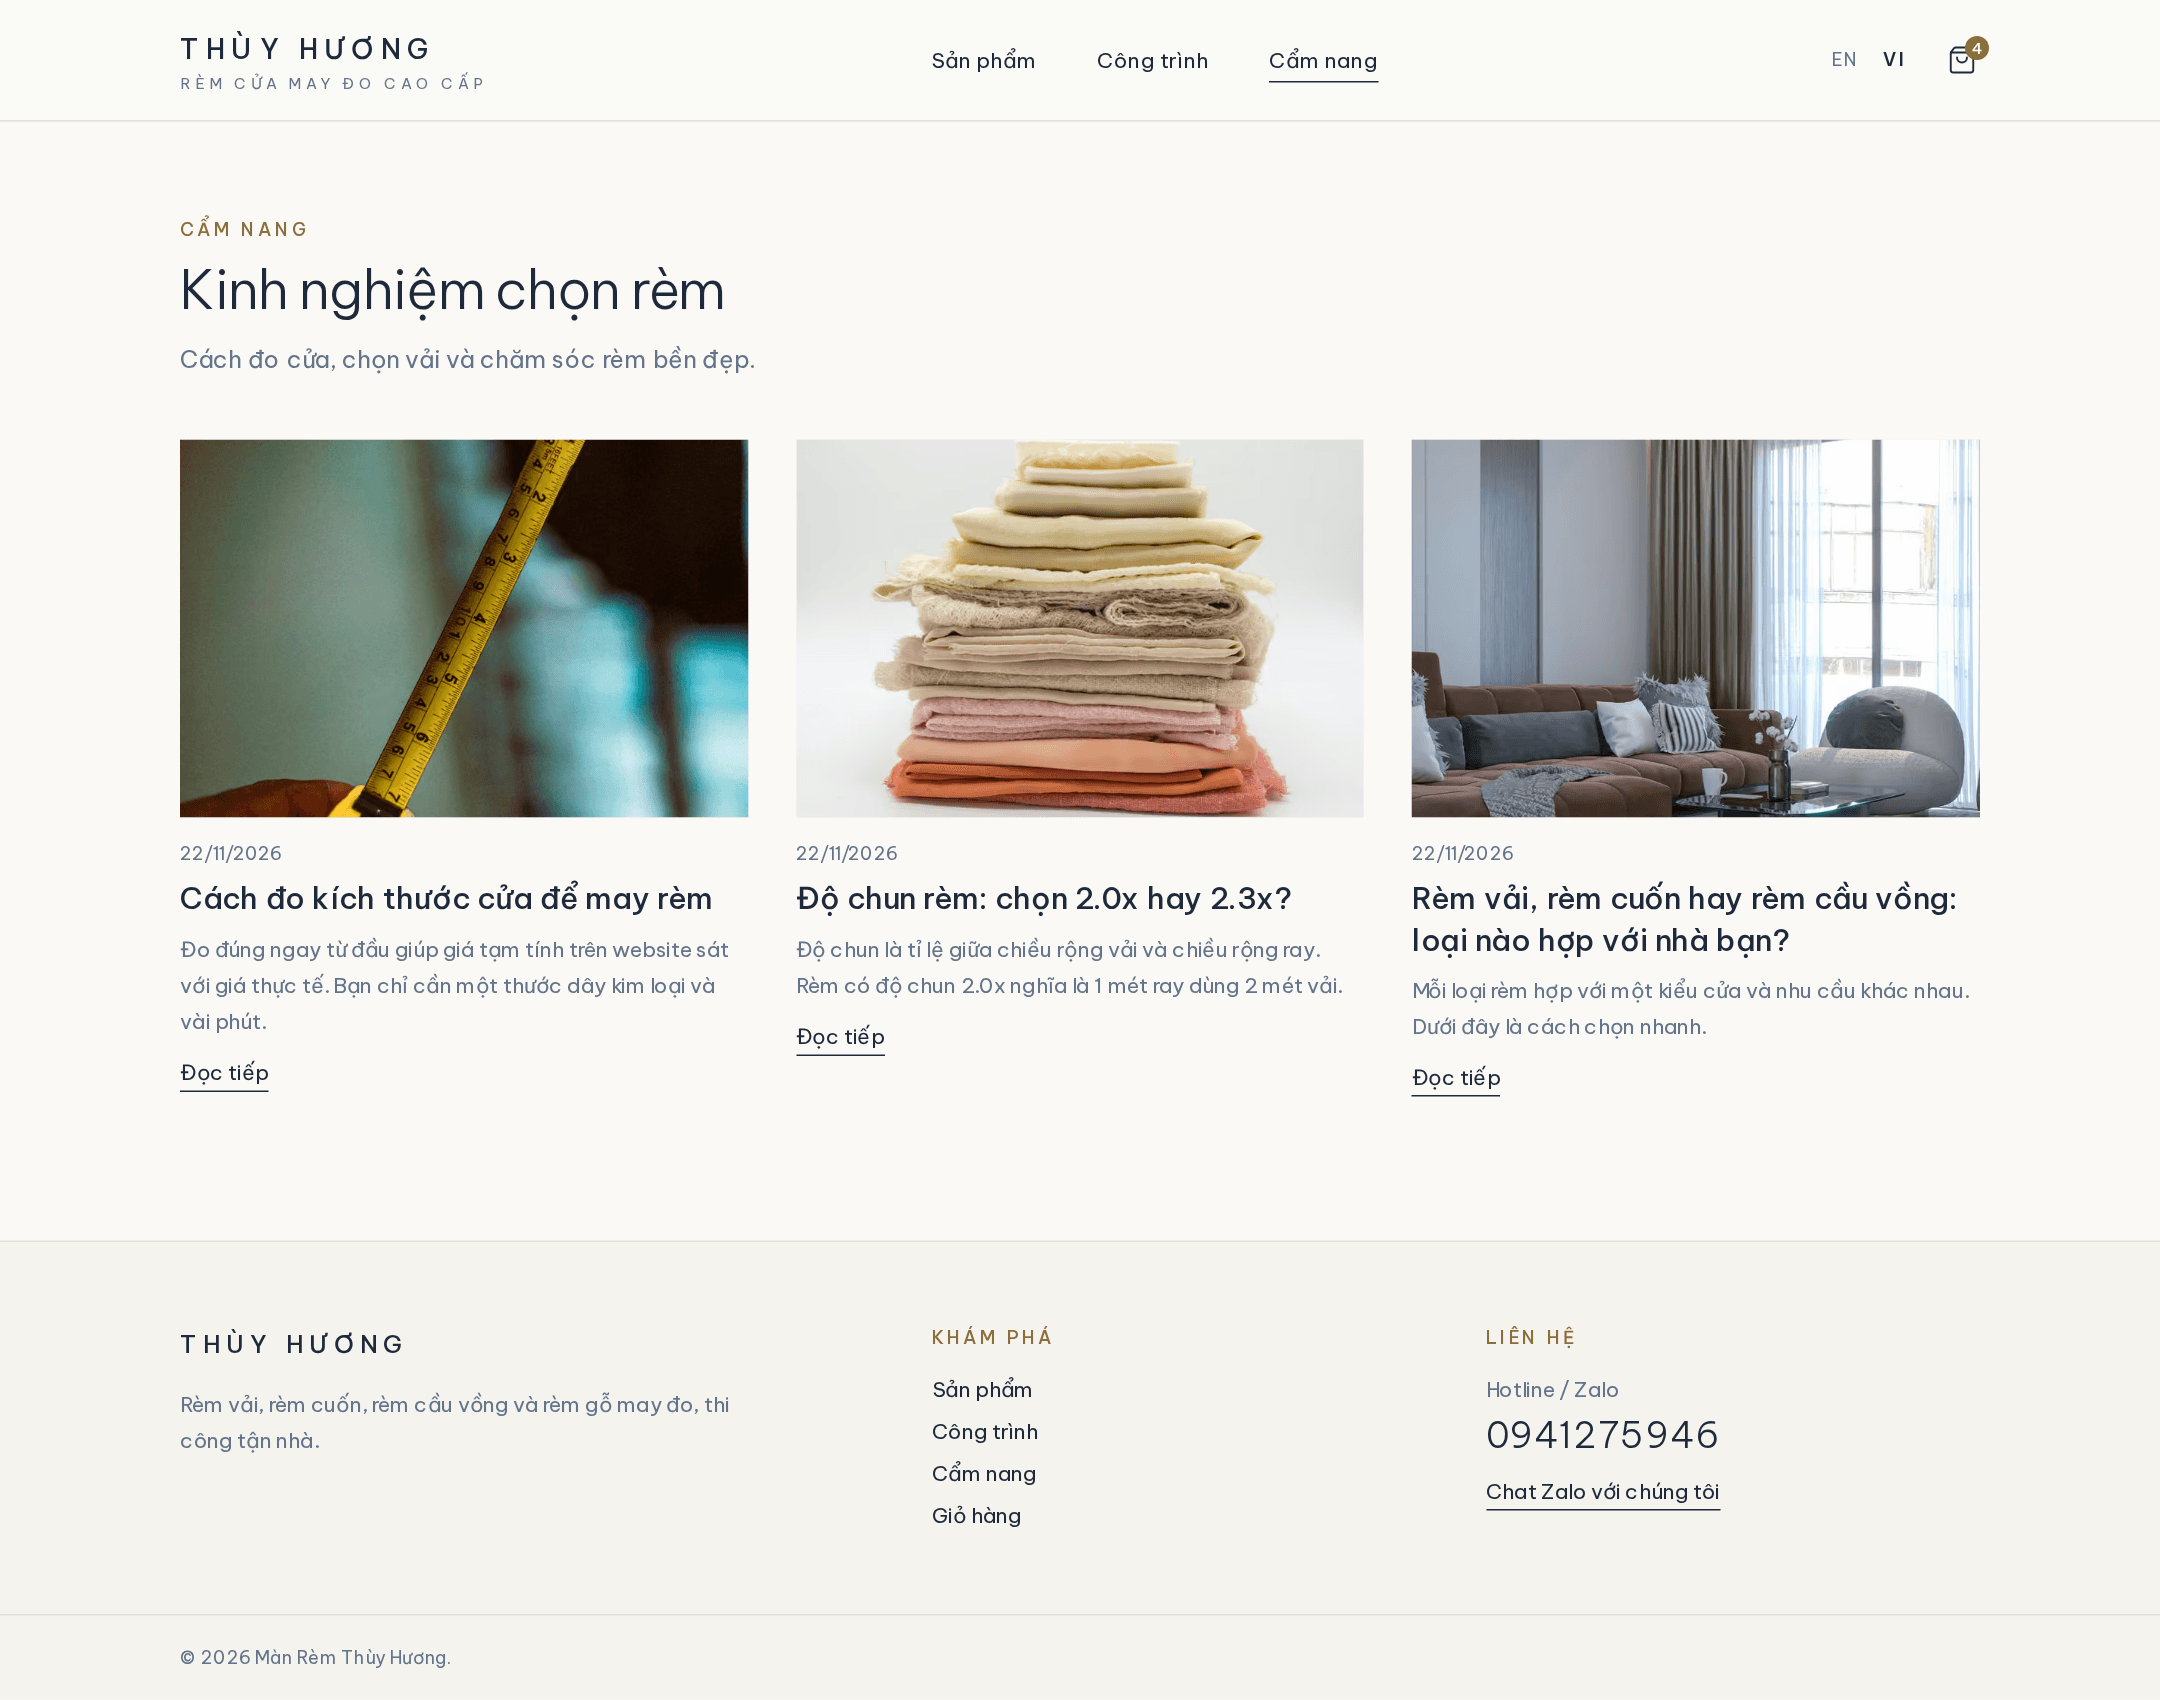 THÙY HƯƠNG
RÈM CỬA MAY ĐO CAO CẤP
Sản phẩm
Công trình
Cẩm nang
EN
VI
4
CẨM NANG
Kinh nghiệm chọn rèm
Cách đo cửa, chọn vải và chăm sóc rèm bền đẹp.
22/11/2026
Cách đo kích thước cửa để may rèm
Đo đúng ngay từ đầu giúp giá tạm tính trên website sát
với giá thực tế. Bạn chỉ cần một thước dây kim loại và
vài phút.
Đọc tiếp
22/11/2026
Độ chun rèm: chọn 2.0x hay 2.3x?
Độ chun là tỉ lệ giữa chiều rộng vải và chiều rộng ray.
Rèm có độ chun 2.0x nghĩa là 1 mét ray dùng 2 mét vải.
Đọc tiếp
22/11/2026
Rèm vải, rèm cuốn hay rèm cầu vồng:
loại nào hợp với nhà bạn?
Mỗi loại rèm hợp với một kiểu cửa và nhu cầu khác nhau.
Dưới đây là cách chọn nhanh.
Đọc tiếp
THÙY HƯƠNG
Rèm vải, rèm cuốn, rèm cầu vồng và rèm gỗ may đo, thi
công tận nhà.
KHÁM PHÁ
Sản phẩm
Công trình
Cẩm nang
Giỏ hàng
LIÊN HỆ
Hotline / Zalo
0941275946
Chat Zalo với chúng tôi
© 2026 Màn Rèm Thùy Hương.